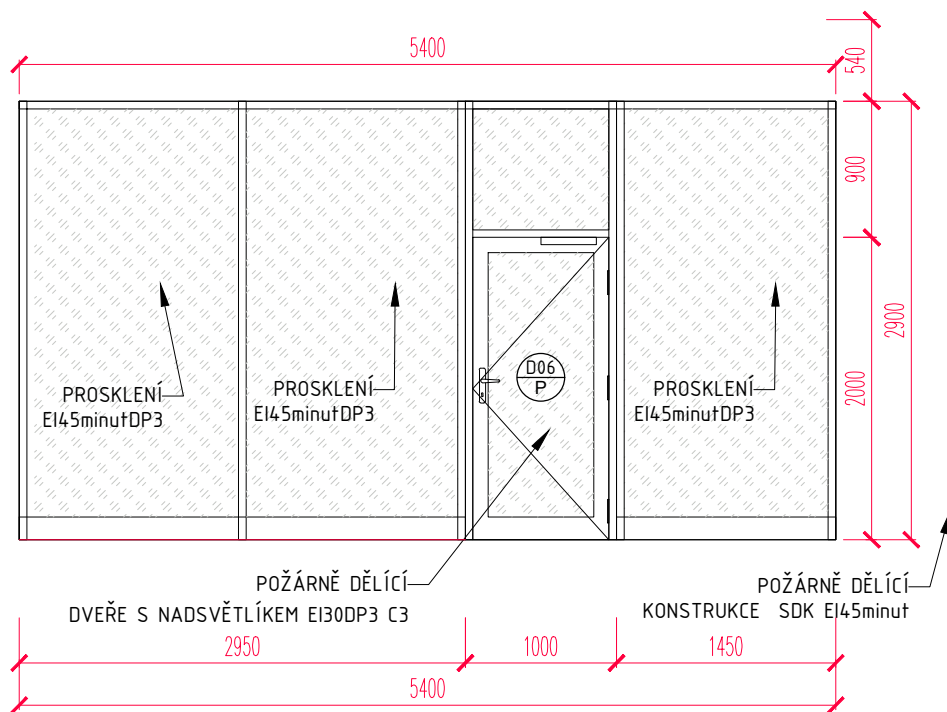 5400
540
900
2900
2000
PROSKLENÍ
EI45minutDP3
PROSKLENÍ
EI45minutDP3
D06
P
PROSKLENÍ
EI45minutDP3
POŽÁRNĚ DĚLÍCÍ
DVEŘE S NADSVĚTLÍKEM EI30DP3 C3
POŽÁRNĚ DĚLÍCÍ
KONSTRUKCE SDK EI45minut
2950
1000
1450
5400